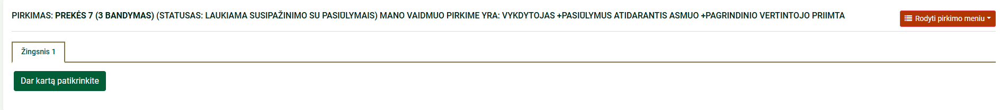 PIRKIMAS: PREKĖS 7 (3 BANDYMAS) (STATUSAS: LAUKIAMA SUSIPAŽINIMO SU PASIŪLYMAIS) MANO VAIDMUO PIRKIME YRA: VYKDYTOJAS +PASIŪLYMUS ATIDARANTIS ASMUO +PAGRINDINIO VERTINTOJO PRIIMTA
Rodyti pirkimo meniu
Žingsnis 1
Dar kartą patikrinkite